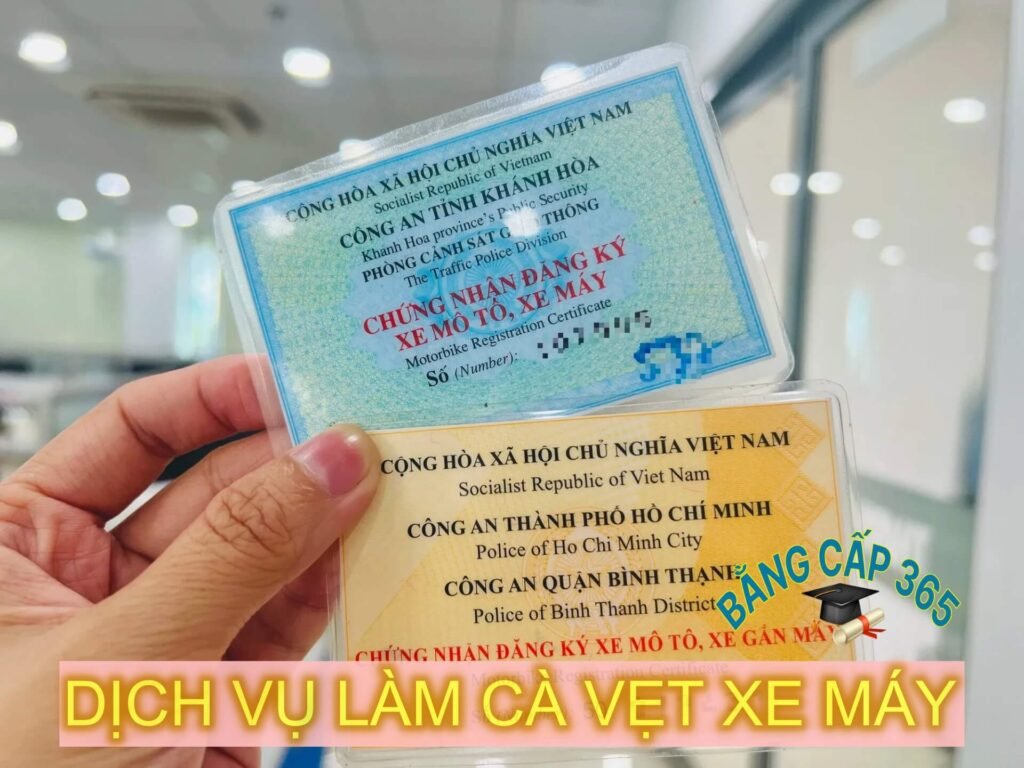 CỘNG HÒA XÃ HỘI CHỦ NGHĨA VIỆT NAM
Socialist Republic of Vietnam
CÔNG AN TỈNH KHÁNH HÒA
Khanh Hoa province's Public Security
PHÒNG CẢNH SÁT GIAO THÔNG
The Traffic Police Division
CHỨNG NHẬN ĐĂNG KÝ
XE MÔ TÔ, XE MÁY
Motorbike Registration Certificate
Số (Number):
CỘNG HÒA XÃ HỘI CHỦ NGHĨA VIỆT NAM
Socialist Republic of Viet Nam
CÔNG AN THÀNH PHỐ HỒ CHÍ MINH
Police of Ho Chi Minh City
CÔNG AN QUẬN BÌNH THẠNH
Police of Binh Thanh District
BẰNG CẤP 365
CHỨNG NHẬN ĐĂNG KÝ XE MÔ TÔ, XE GẮN MÁY
Motorbike Registration Certificate
DỊCH VỤ LÀM CÀ VẸT XE MÁY